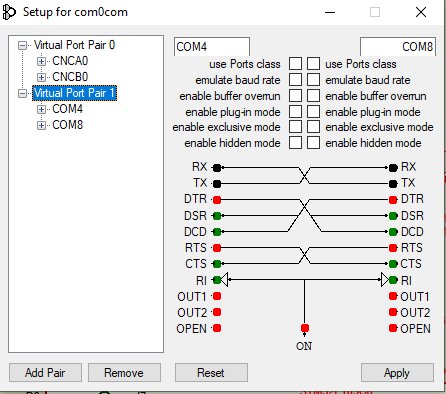 Setup for com0com
Virtual Port Pair 0
CNCA0
CNCB0
Virtual Port Pair 1
COM4
COM8
COM4 COM8
use Ports class use Ports class
emulate baud rate emulate baud rate
enable buffer overrun enable buffer overrun
enable plug-in mode enable plug-in mode
enable exclusive mode enable exclusive mode
enable hidden mode enable hidden mode
RX RX
TX TX
DTR DTR
DSR DSR
DCD DCD
RTS RTS
CTS CTS
RI RI
OUT1 OUT1
OUT2 OUT2
OPEN OPEN
ON
Add Pair Remove Reset Apply